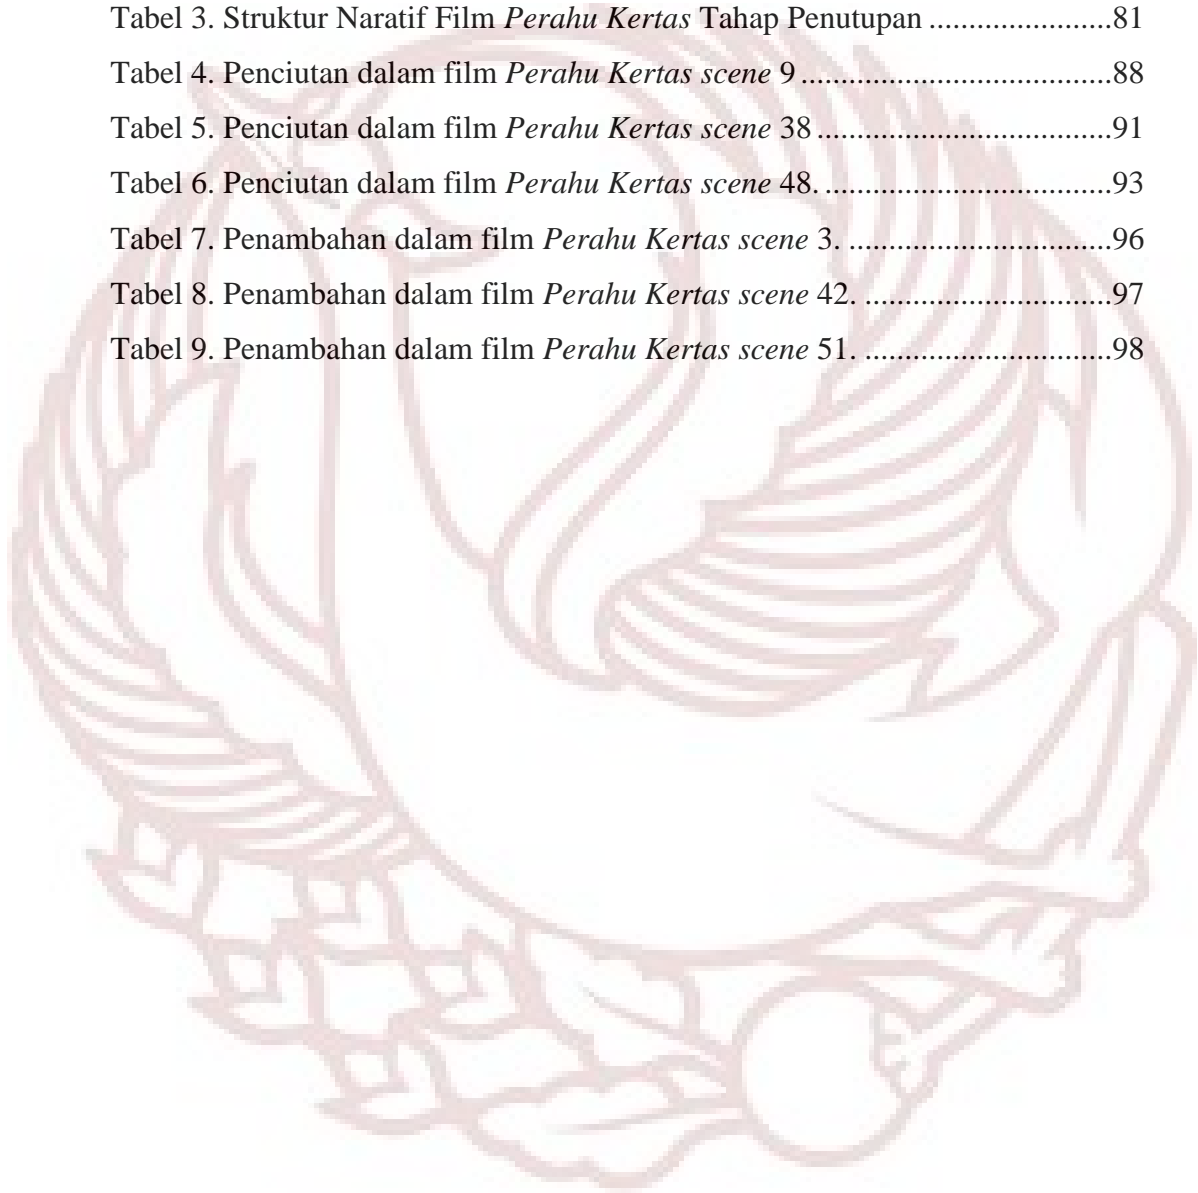 Tabel 3. Struktur Naratif Film Perahu Kertas Tahap Penutupan ......................81
Tabel 4. Penciutan dalam film Perahu Kertas scene 9 ......................................88
Tabel 5. Penciutan dalam film Perahu Kertas scene 38 ....................................91
Tabel 6. Penciutan dalam film Perahu Kertas scene 48. ...................................93
Tabel 7. Penambahan dalam film Perahu Kertas scene 3. ................................96
Tabel 8. Penambahan dalam film Perahu Kertas scene 42. ..............................97
Tabel 9. Penambahan dalam film Perahu Kertas scene 51. ..............................98